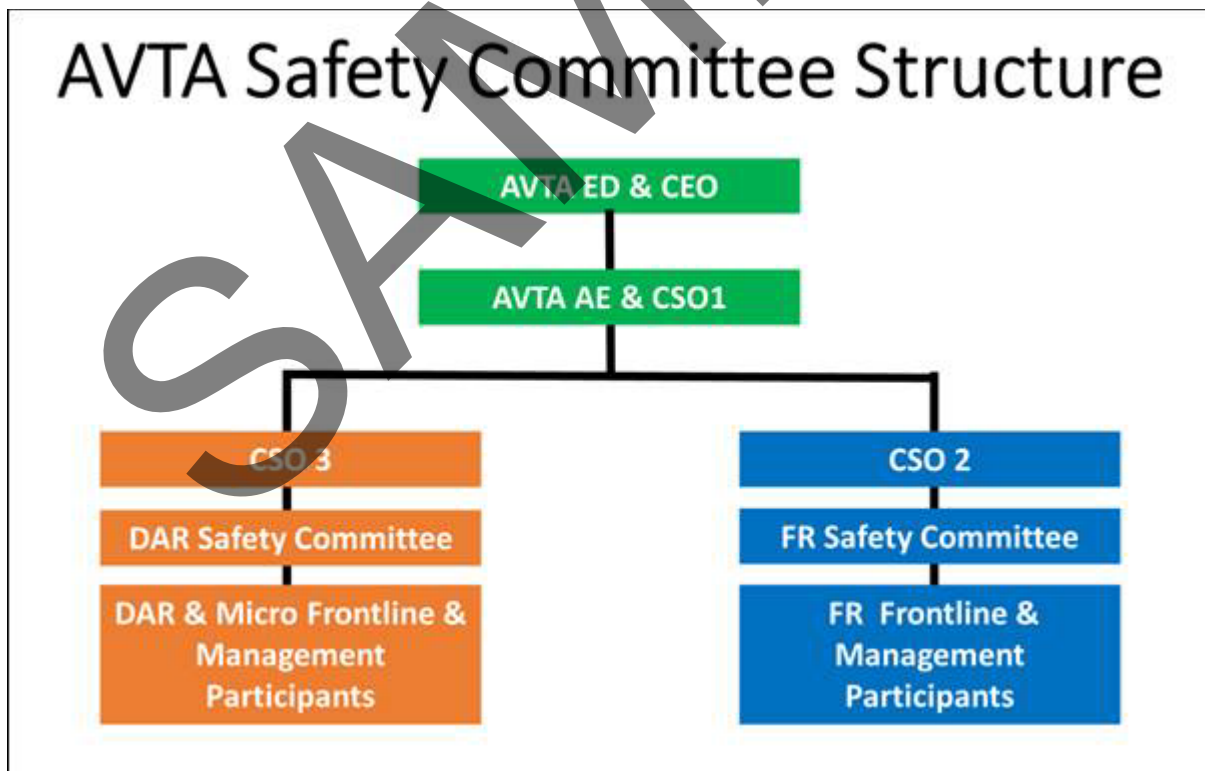 AVTA Safety Committee Structure
AVTA ED & CEO
AVTA AE & CSO1
CSO 3
CSO 2
DAR Safety Committee
FR Safety Committee
DAR & Micro Frontline &
Management
Participants
FR Frontline &
Management
Participants